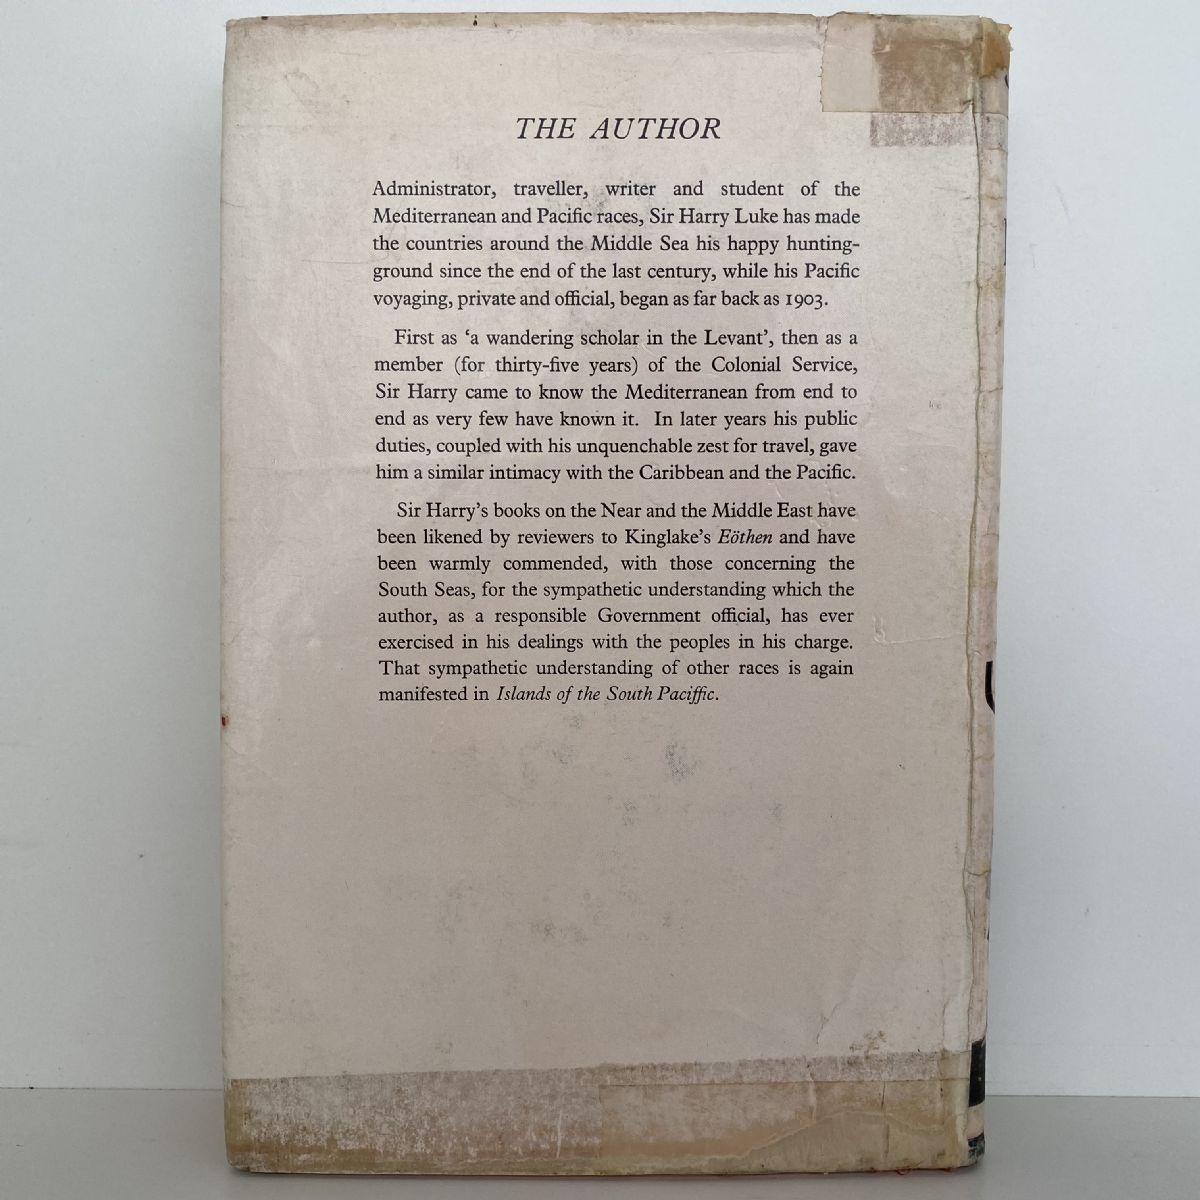 THE AUTHOR
Administrator, traveller, writer and student of the
Mediterranean and Pacific races, Sir Harry Luke has made
the countries around the Middle Sea his happy hunting-
ground since the end of the last century, while his Pacific
voyaging, private and official, began as far back as 1903.
First as ‘a wandering scholar in the Levant’, then as a
member (for thirty-five years) of the Colonial Service,
Sir Harry came to know the Mediterranean from end to
end as very few have known it. In later years his public
duties, coupled with his unquenchable zest for travel, gave
him a similar intimacy with the Caribbean and the Pacific.
Sir Harry’s books on the Near and the Middle East have
been likened by reviewers to Kinglake’s Eöthen and have
been warmly commended, with those concerning the
South Seas, for the sympathetic understanding which the
author, as a responsible Government official, has ever
exercised in his dealings with the peoples in his charge.
That sympathetic understanding of other races is again
manifested in Islands of the South Paciffic.